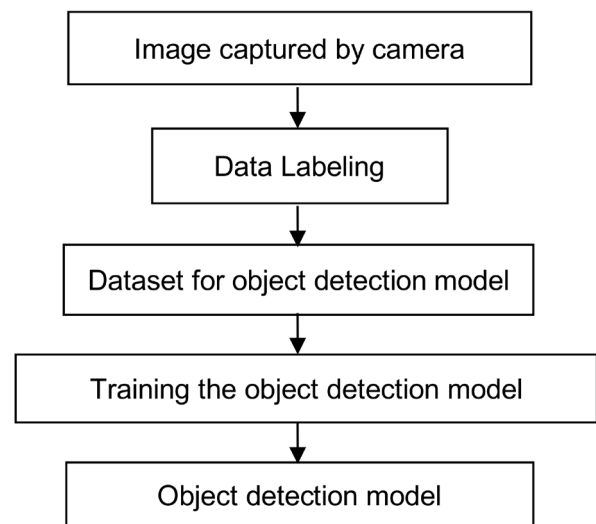 Image captured by camera
Data Labeling
Dataset for object detection model
Training the object detection model
Object detection model